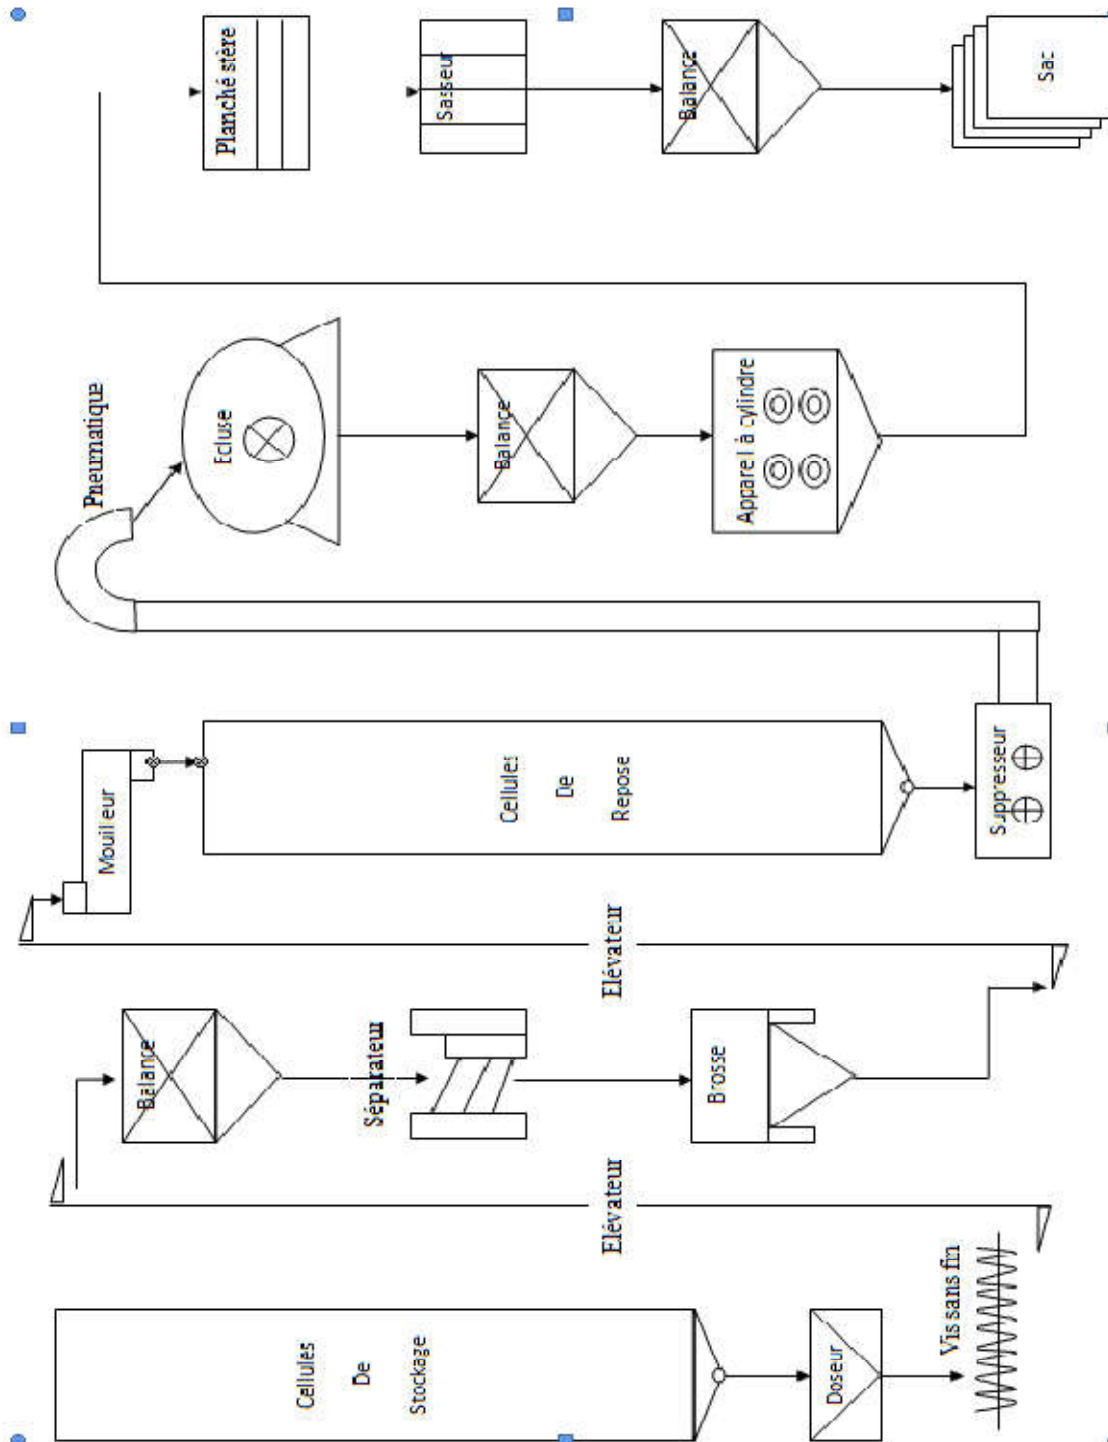 Cellules
De
Stockage
Doseur
Vis sans fin
Elévateur
Balance
Séparateur
Brosse
Elévateur
Mouilleur
Cellules
De
Repose
Suppresseur
Pneumatique
Ecluse
Balance
Appareil à cylindre
Planché stère
Sasseur
Balance
Sac